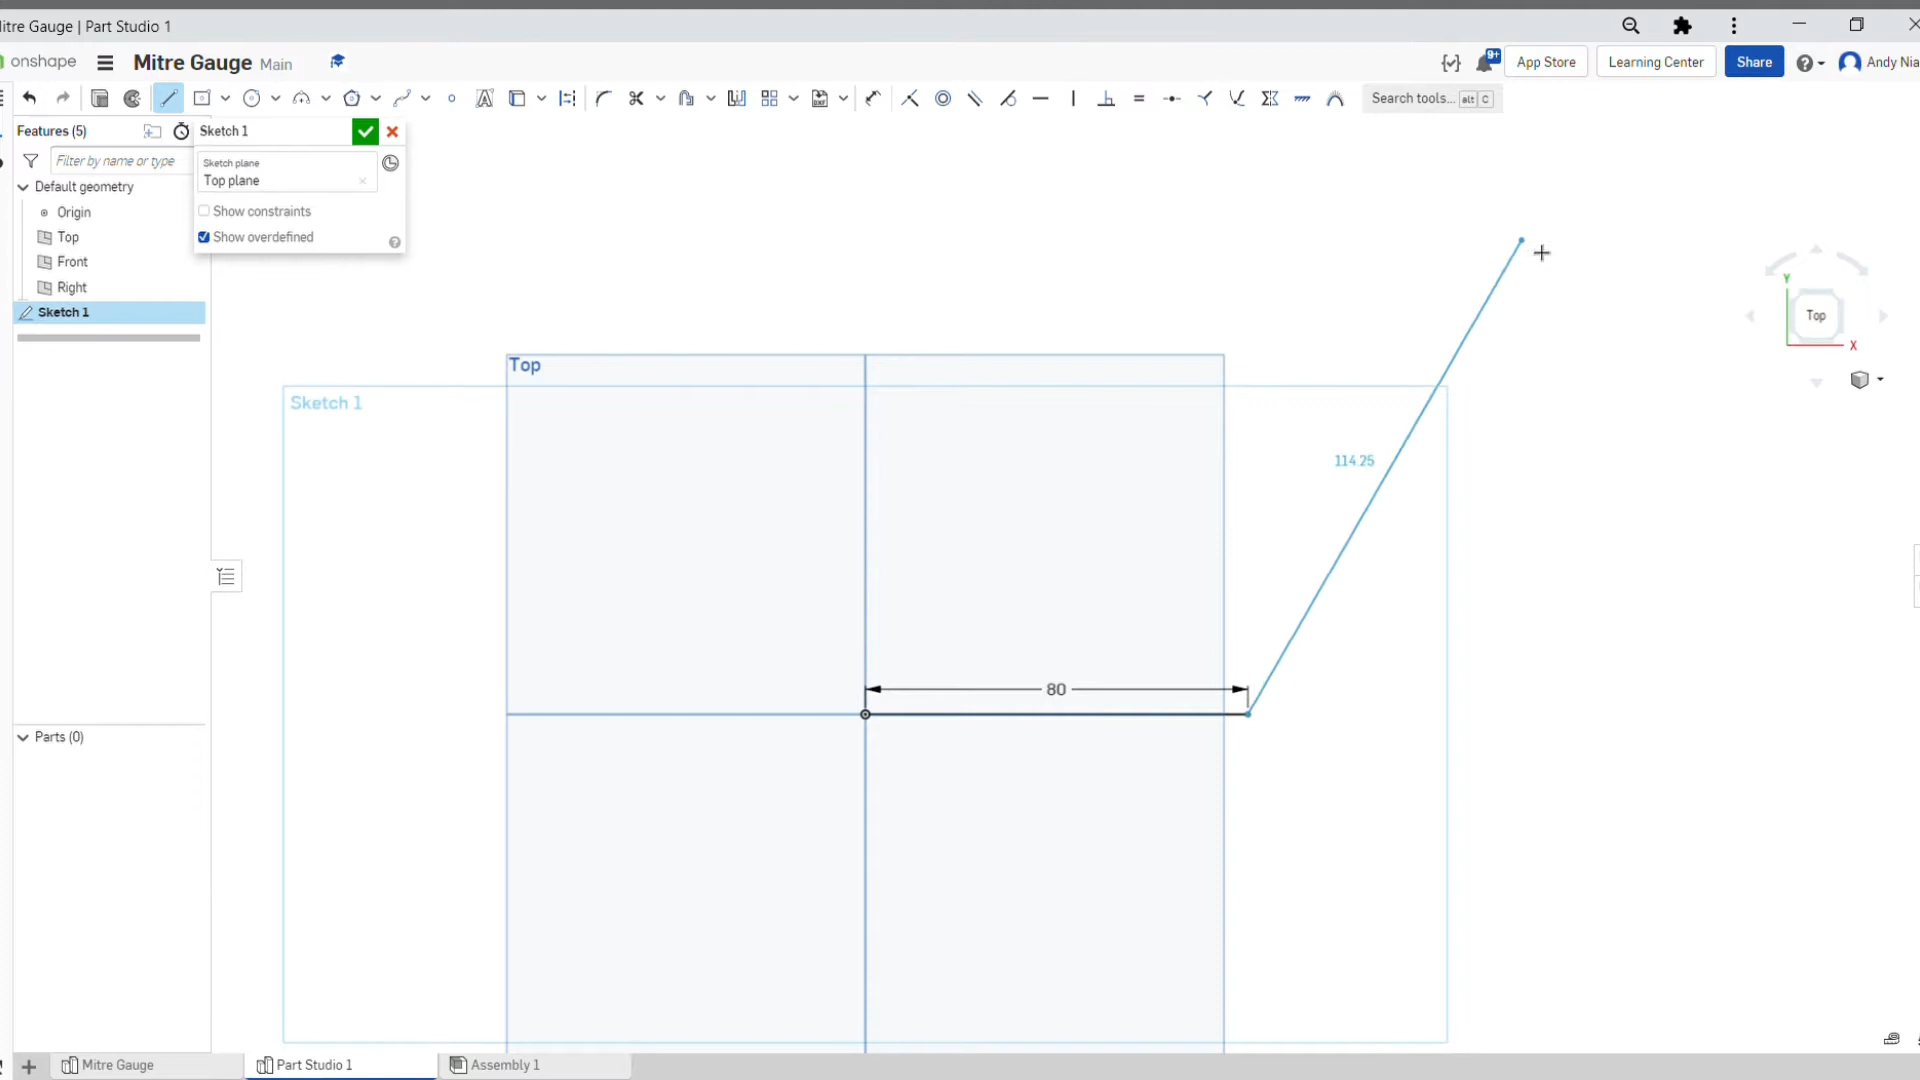 itre Gauge | Part Studio 1
onshape
Mitre Gauge Main
9+
App Store
Learning Center
Share
Andy Nia
Search tools... alt C
Features (5)
Sketch 1
Filter by name or type
Sketch plane
Top plane
Show constraints
Show overdefined
Default geometry
Origin
Top
Front
Right
Sketch 1
Parts (0)
Top
Sketch 1
114.25
80
Y
Top
X
Mitre Gauge
Part Studio 1
Assembly 1